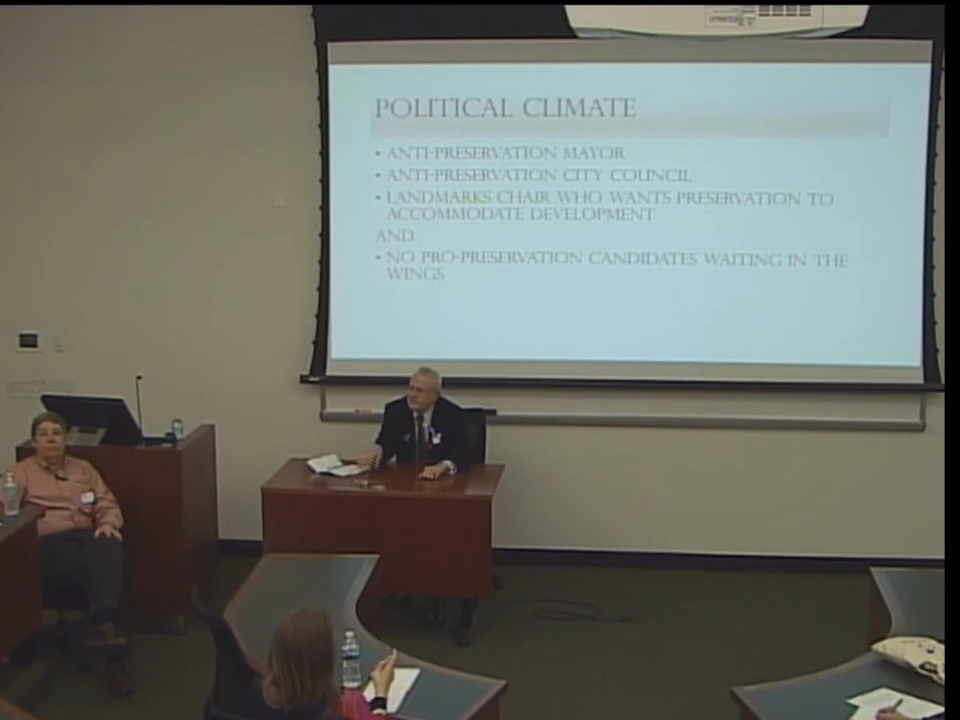 POLITICAL CLIMATE
• ANTI-PRESERVATION MAYOR
• ANTI-PRESERVATION CITY COUNCIL
• LANDMARKS CHAIR WHO WANTS PRESERVATION TO
ACCOMMODATE DEVELOPMENT
AND
• NO PRO-PRESERVATION CANDIDATES WAITING IN THE
WINGS